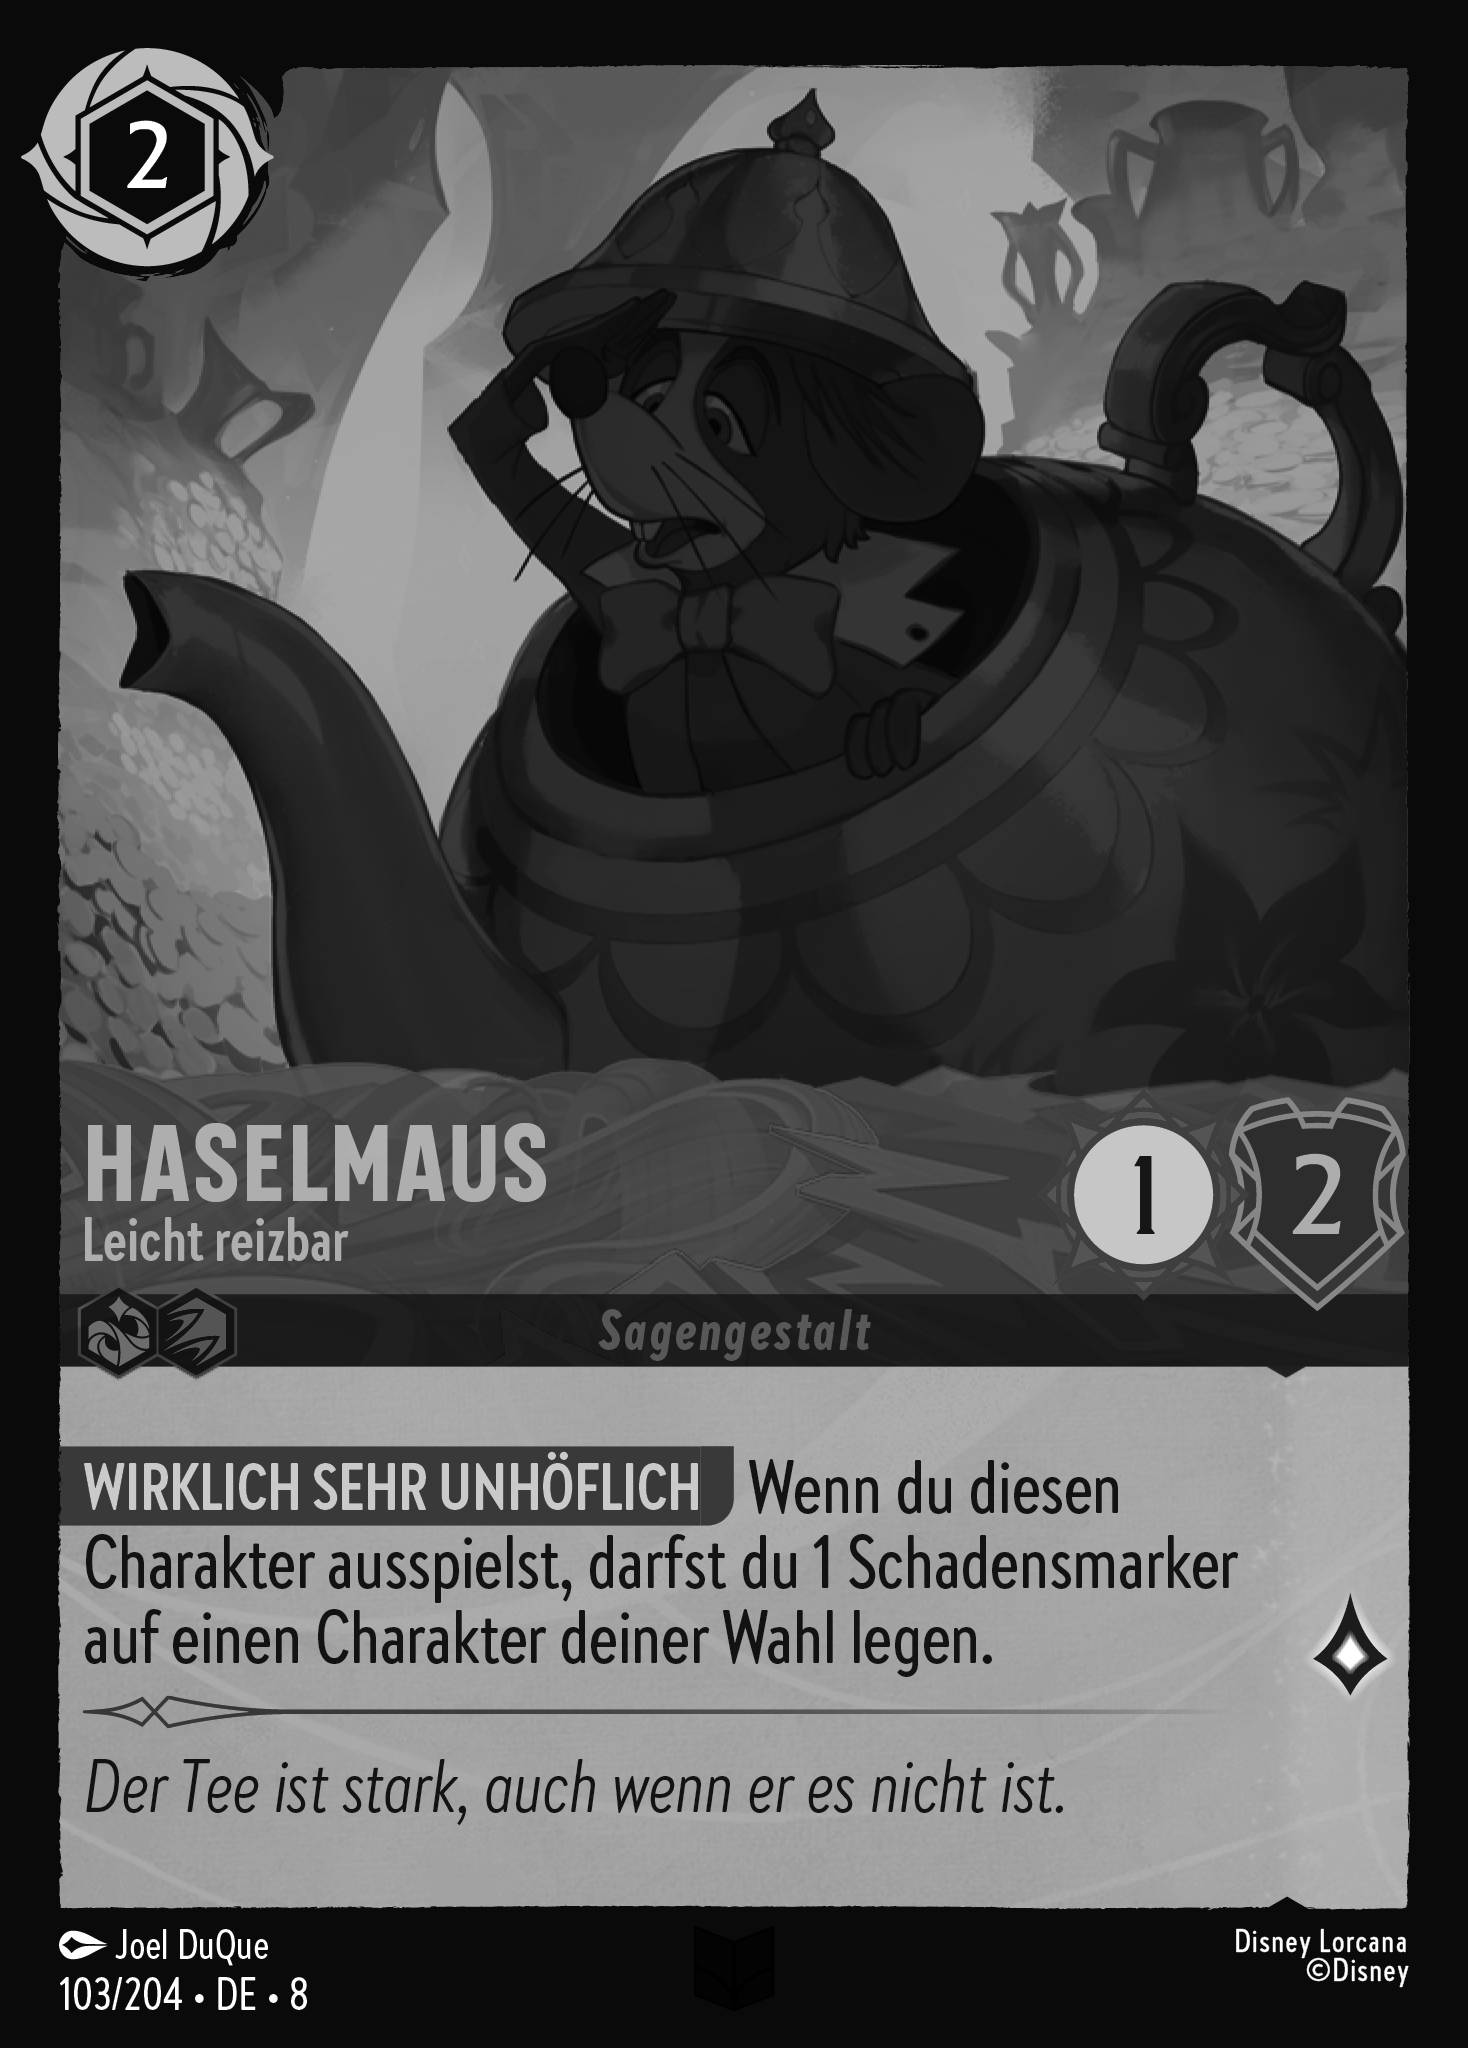 2
HASELMAUS
Leicht reizbar
1 2
Sagengestalt
WIRKLICH SEHR UNHÖFLICH Wenn du diesen
Charakter ausspielst, darfst du 1 Schadensmarker
auf einen Charakter deiner Wahl legen.
Der Tee ist stark, auch wenn er es nicht ist.
Joel DuQue
103/204 • DE • 8
Disney Lorcana
©Disney